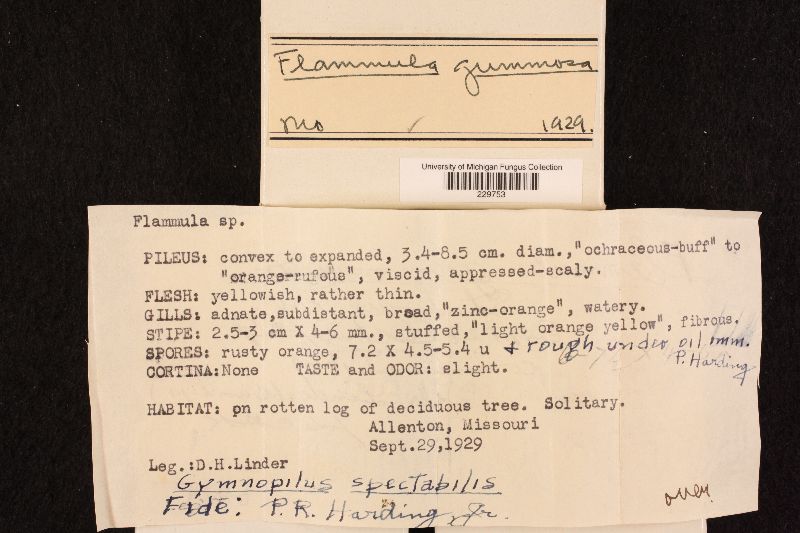 Flammula gummosa
Mo ✓ 1929.
University of Michigan Fungus Collection
229753
Flammula sp.
PILEUS: convex to expanded, 3.4-8.5 cm. diam.,"ochraceous-buff" to
"orange-rufous", viscid, appressed-scaly.
FLESH: yellowish, rather thin.
GILLS: adnate,subdistant, broad,"zinc-orange", watery.
STIPE: 2.5-3 cm X 4-6 mm., stuffed,"light orange yellow", fibrous.
SPORES: rusty orange, 7.2 X 4.5-5.4 u & rough under oil imm.
P. Harding
CORTINA:None TASTE and ODOR: slight.
HABITAT: on rotten log of deciduous tree. Solitary.
Allenton, Missouri
Sept.29,1929
Leg.:D.H.Linder
Gymnopilus spectabilis
Fide: P.R. Harding, Jr.
over